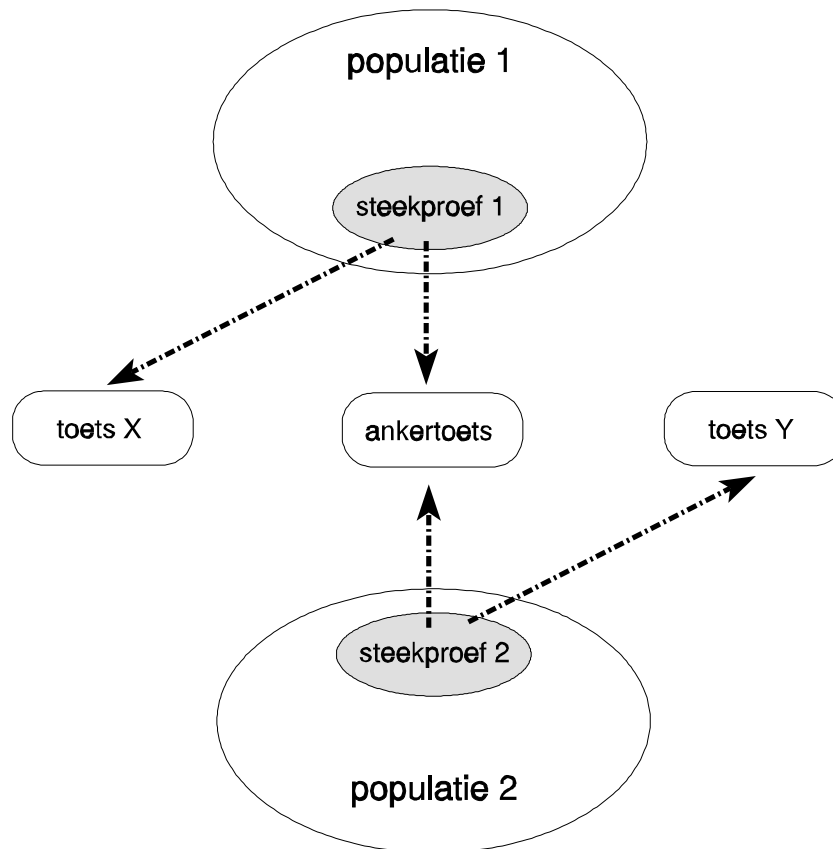 populatie 1
steekproef 1
toets X
ankertoets
toets Y
steekproef 2
populatie 2